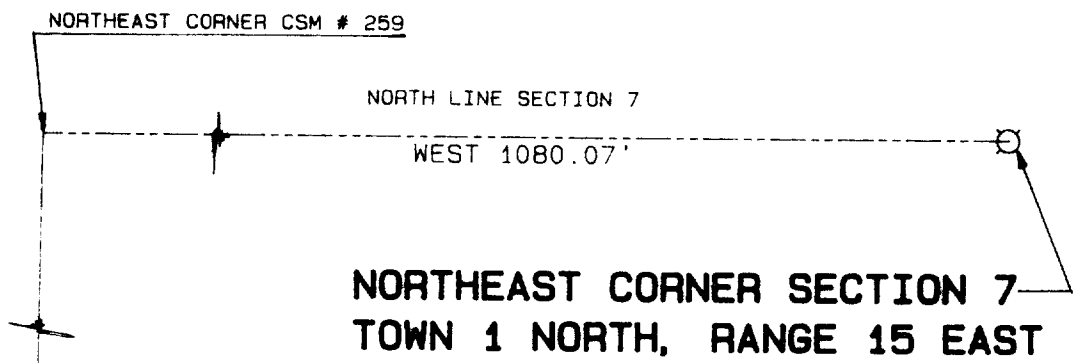 NORTHEAST CORNER CSM # 259
NORTH LINE SECTION 7
WEST 1080.07'
NORTHEAST CORNER SECTION 7
TOWN 1 NORTH, RANGE 15 EAST